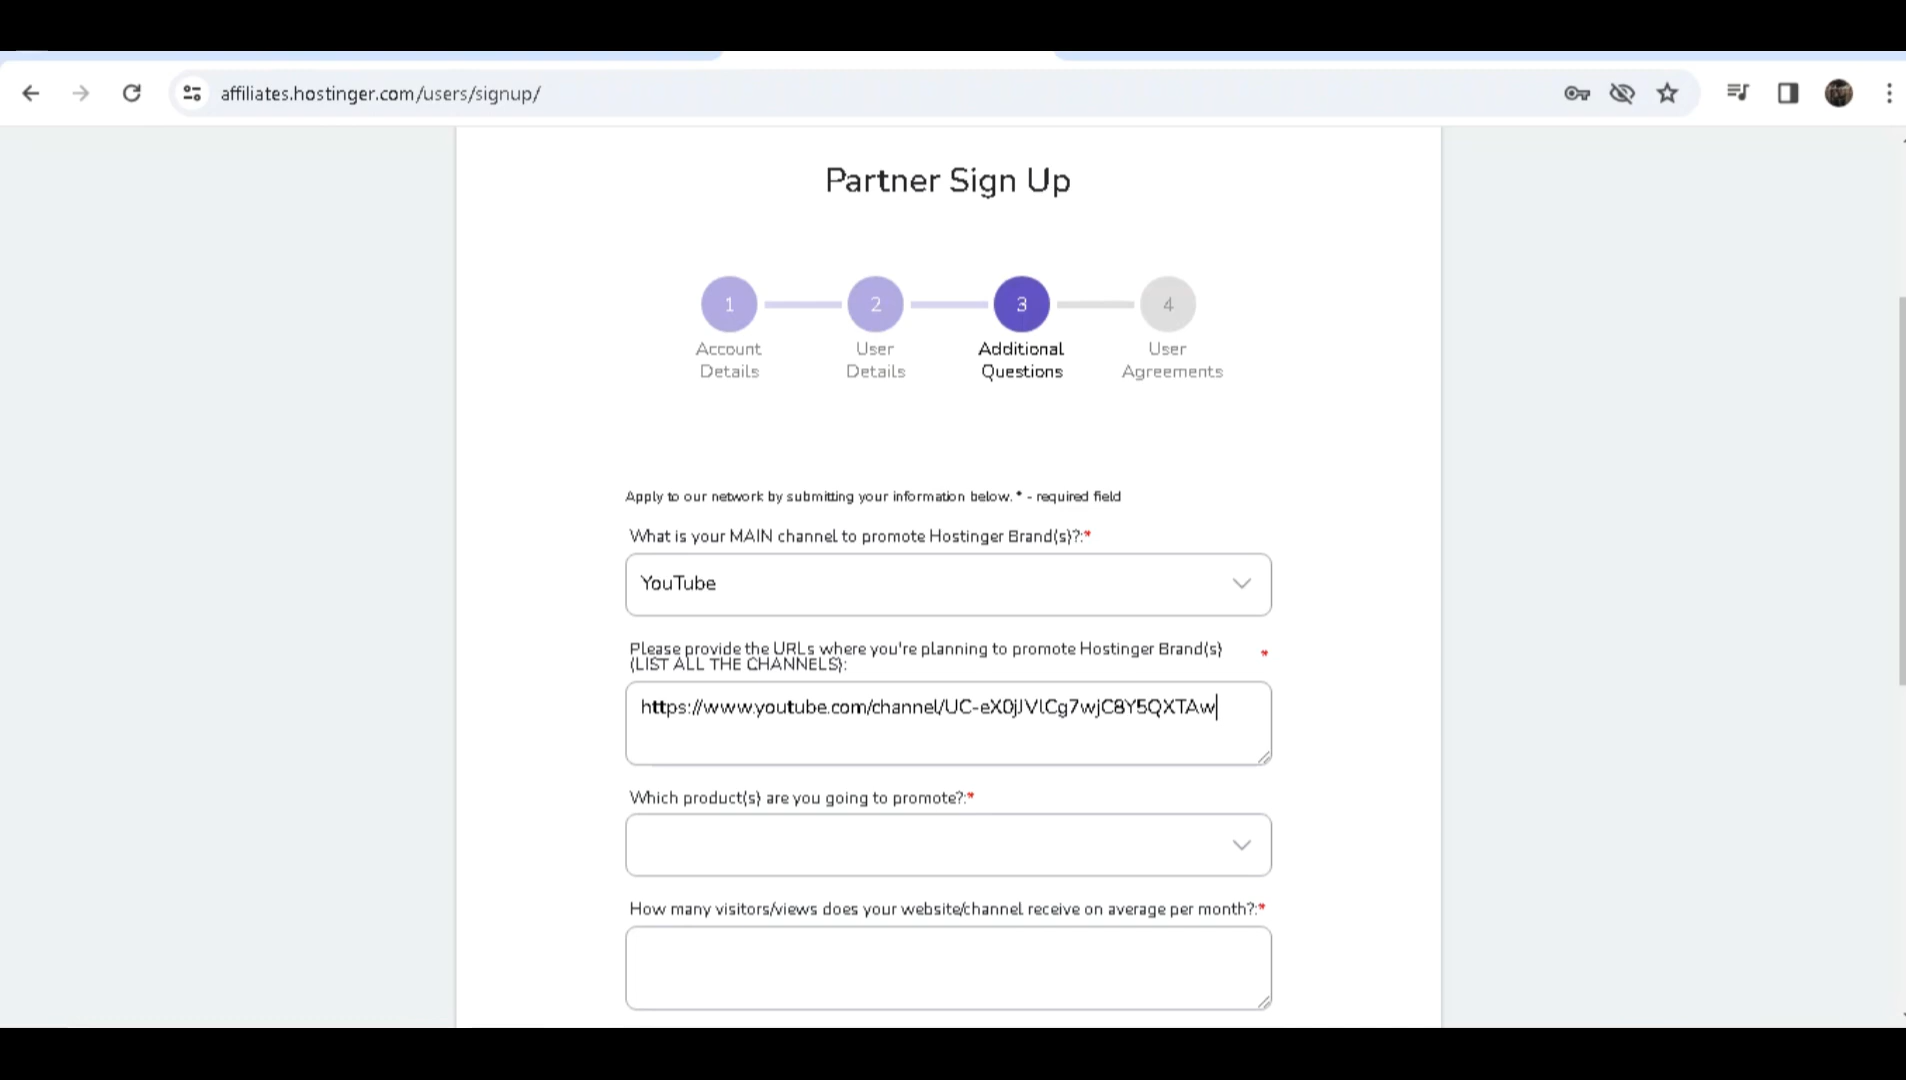 affiliates.hostinger.com/users/signup/
Partner Sign Up
1
2
3
4
Account
Details
User
Details
Additional
Questions
User
Agreements
Apply to our network by submitting your information below. * - required field
What is your MAIN channel to promote Hostinger Brand(s)?:*
YouTube
Please provide the URLs where you're planning to promote Hostinger Brand(s) *
(LIST ALL THE CHANNELS):
https://www.youtube.com/channel/UC-eX0jJVlCg7wjC8Y5QXTAw
Which product(s) are you going to promote?:*
How many visitors/views does your website/channel receive on average per month?:*